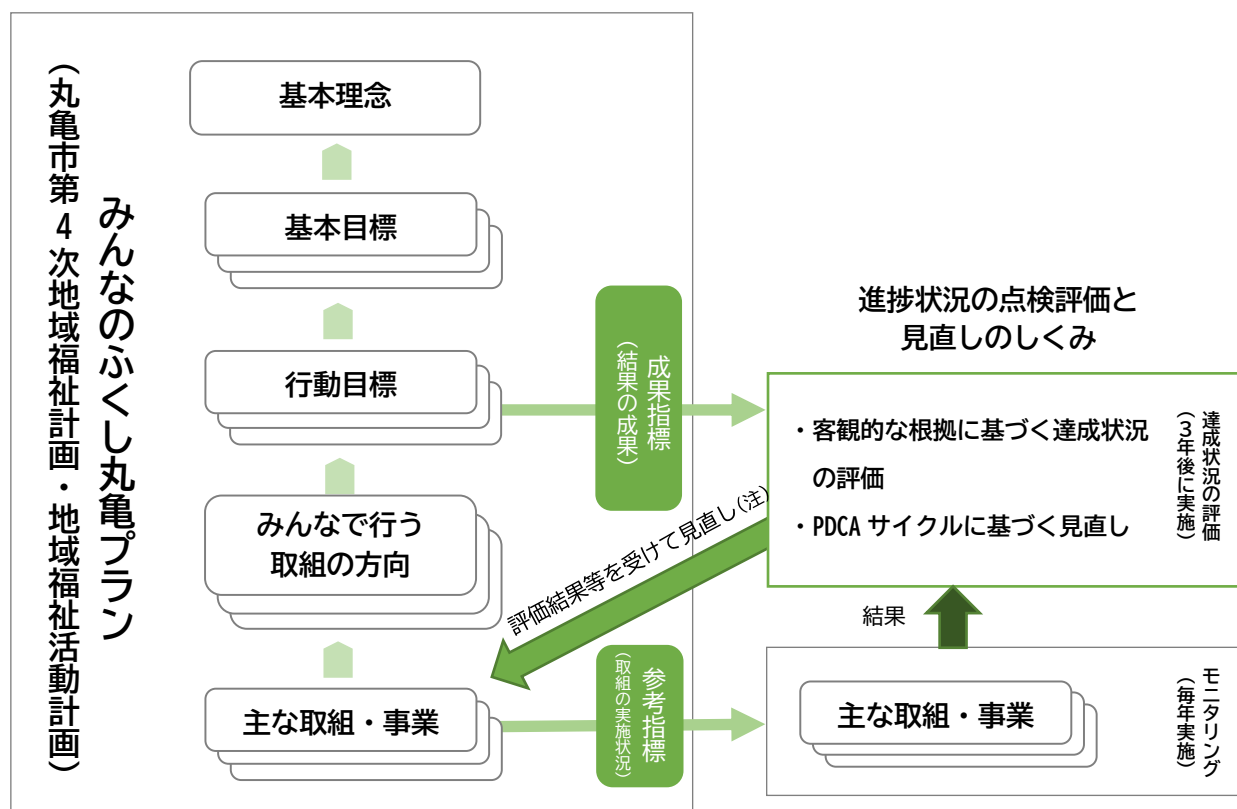 みんなのふくし丸亀プラン
（丸亀市第4次地域福祉計画・地域福祉活動計画）
基本理念
基本目標
行動目標
みんなで行う
取組の方向
主な取組・事業
成果指標
（結果の成果）
参考指標
（取組の実施状況）
評価結果等を受けて見直し(注)
進捗状況の点検評価と
見直しのしくみ
・客観的な根拠に基づく達成状況
の評価
・PDCA サイクルに基づく見直し
達成状況の評価
（３年後に実施）
結果
主な取組・事業
モニタリング
（毎年実施）